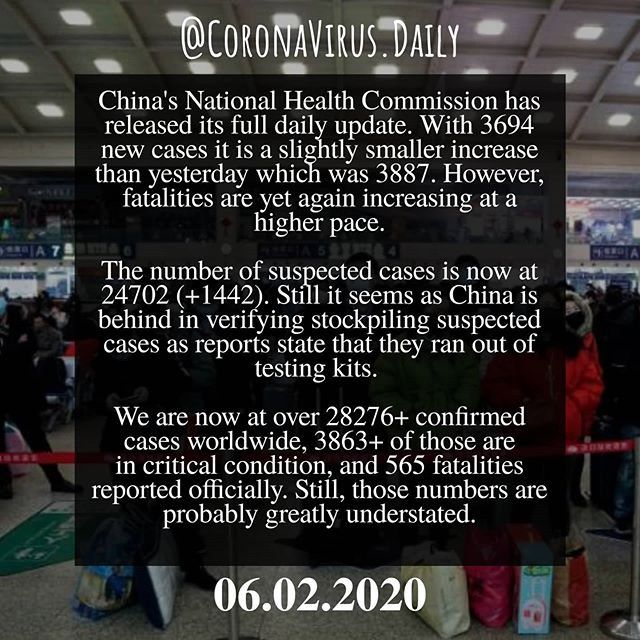 @CORONAVIRUS.DAILY
China's National Health Commission has
released its full daily update. With 3694
new cases it is a slightly smaller increase
than yesterday which was 3887. However,
fatalities are yet again increasing at a
higher pace.
The number of suspected cases is now at
24702 (+1442). Still it seems as China is
behind in verifying stockpiling suspected
cases as reports state that they ran out of
testing kits.
We are now at over 28276+ confirmed
cases worldwide, 3863+ of those are
in critical condition, and 565 fatalities
reported officially. Still, those numbers are
probably greatly understated.
06.02.2020
A 7
A 5